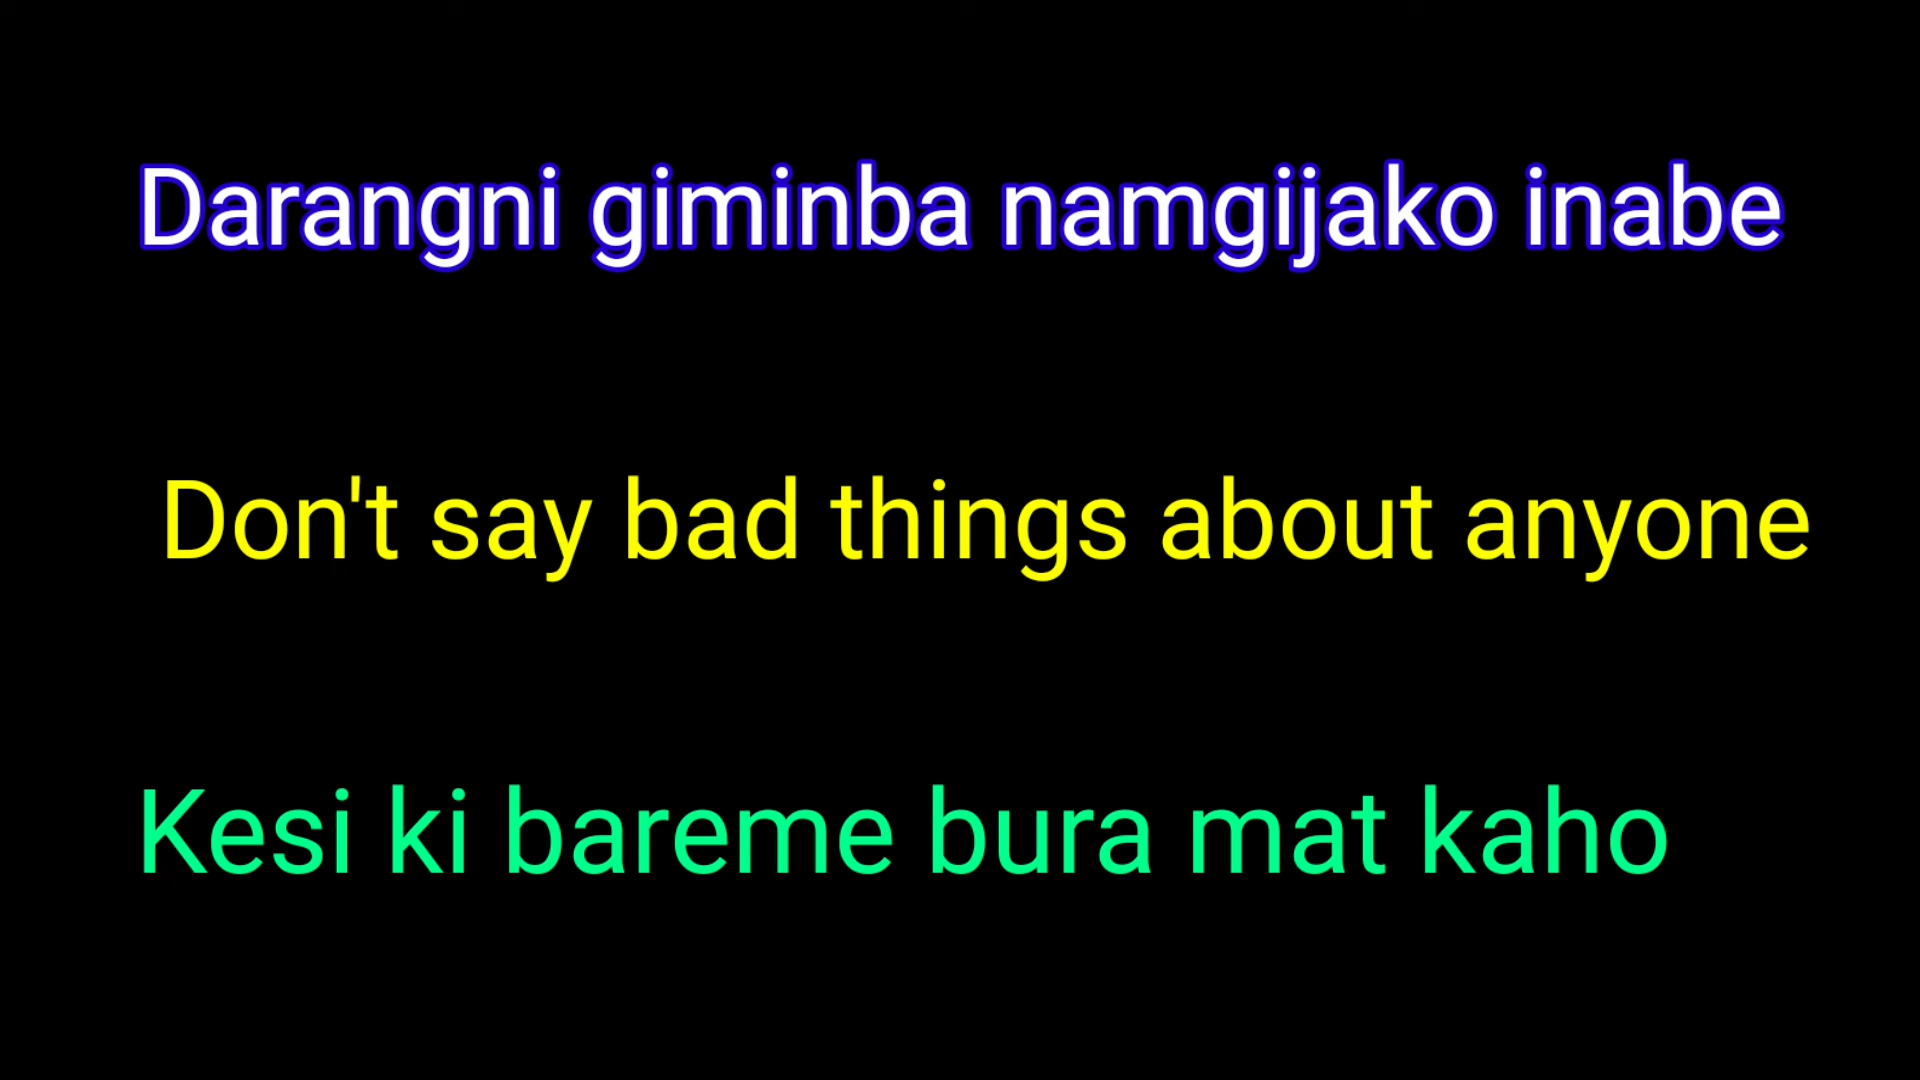 Darangni giminba namgijako inabe
Don't say bad things about anyone
Kesi ki bareme bura mat kaho